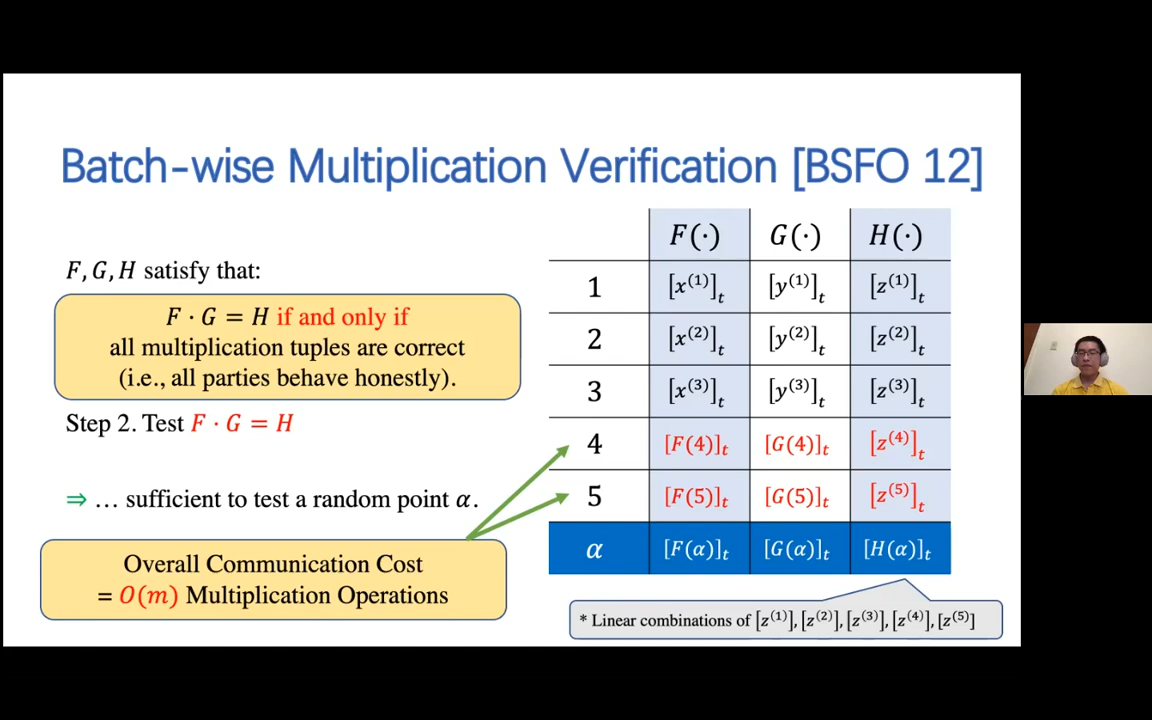 Batch-wise Multiplication Verification [BSFO 12]
F, G, H satisfy that:
F · G = H if and only if
all multiplication tuples are correct
(i.e., all parties behave honestly).
Step 2. Test F · G = H
⇒ … sufficient to test a random point α.
Overall Communication Cost
= O(m) Multiplication Operations
F(·) G(·) H(·)
1 [x^(1)]_t [y^(1)]_t [z^(1)]_t
2 [x^(2)]_t [y^(2)]_t [z^(2)]_t
3 [x^(3)]_t [y^(3)]_t [z^(3)]_t
4 [F(4)]_t [G(4)]_t [z^(4)]_t
5 [F(5)]_t [G(5)]_t [z^(5)]_t
α [F(α)]_t [G(α)]_t [H(α)]_t
* Linear combinations of [z^(1)], [z^(2)], [z^(3)], [z^(4)], [z^(5)]